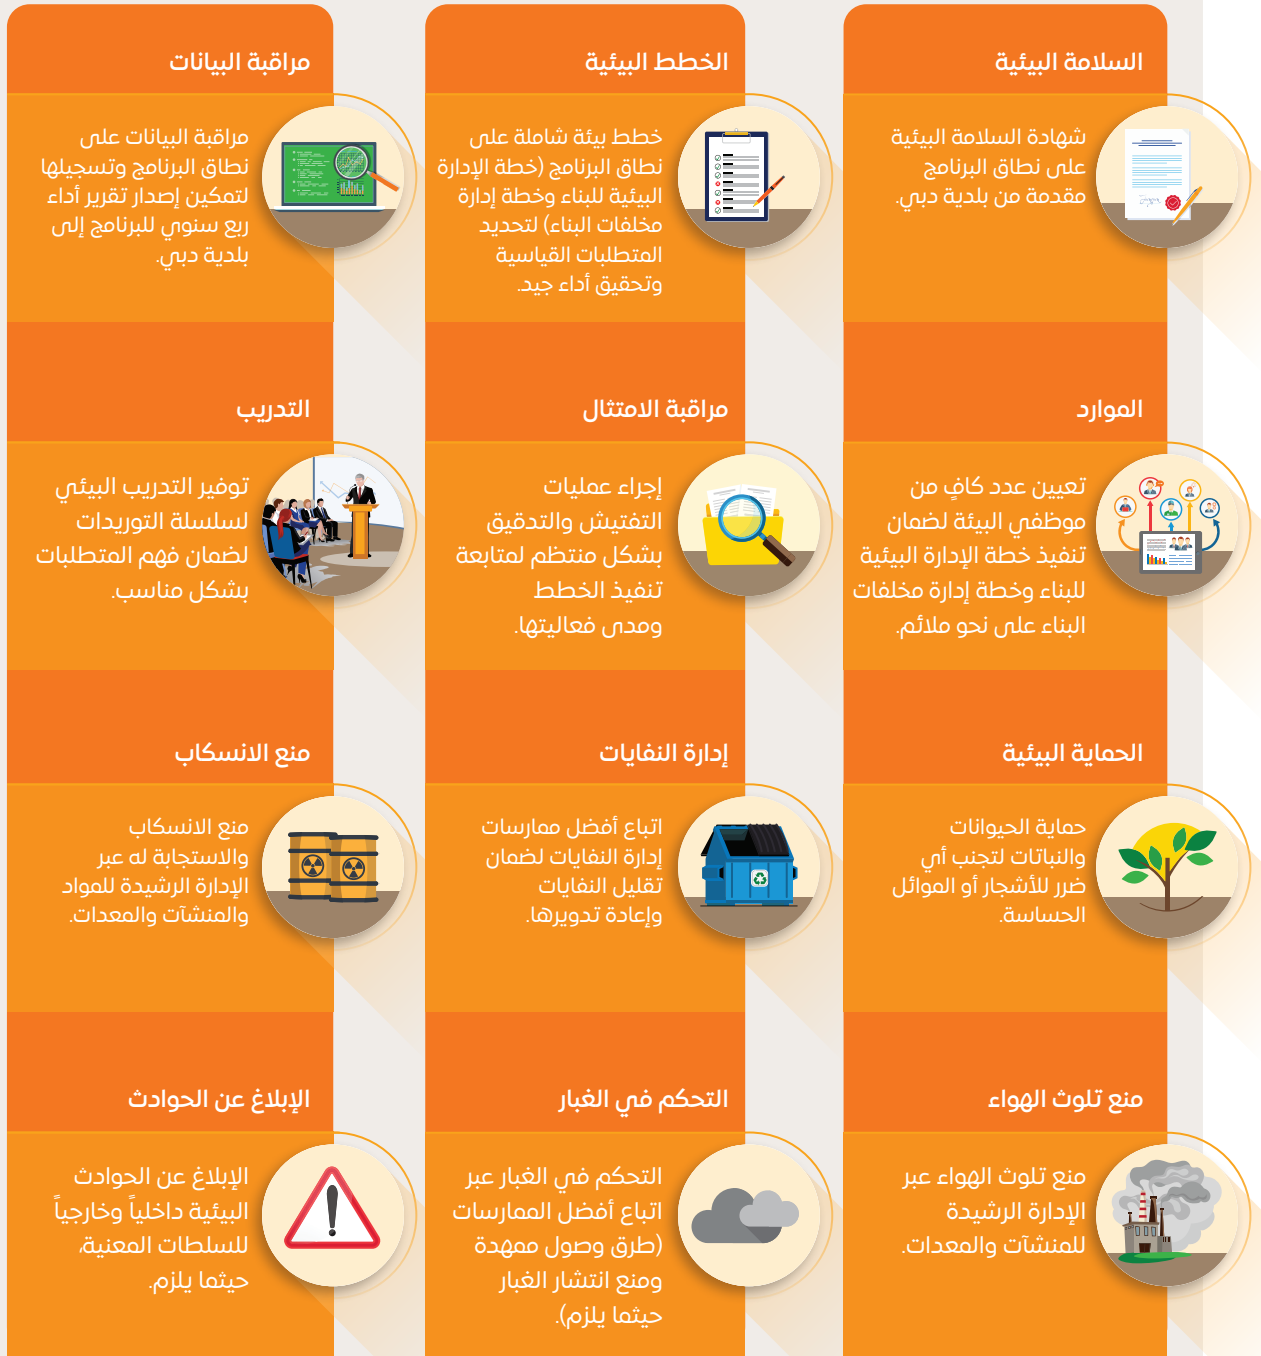 السلامة البيئية
شهادة السلامة البيئية
على نطاق البرنامج
مقدمة من بلدية دبي.
الخطط البيئية
خطط بيئة شاملة على
نطاق البرنامج (خطة الإدارة
البيئية للبناء وخطة إدارة
مخلفات البناء) لتحديد
المتطلبات القياسية
وتحقيق أداء جيد.
مراقبة البيانات
مراقبة البيانات على
نطاق البرنامج وتسجيلها
لتمكين إصدار تقرير أداء
ربع سنوي للبرنامج إلى
بلدية دبي.
الموارد
تعيين عدد كافٍ من
موظفي البيئة لضمان
تنفيذ خطة الإدارة البيئية
للبناء وخطة إدارة مخلفات
البناء على نحو ملائم.
مراقبة الامتثال
إجراء عمليات
التفتيش والتدقيق
بشكل منتظم لمتابعة
تنفيذ الخطط
ومدى فعاليتها.
التدريب
توفير التدريب البيئي
لسلسلة التوريدات
لضمان فهم المتطلبات
بشكل مناسب.
الحماية البيئية
حماية الحيوانات
والنباتات لتجنب أي
ضرر للأشجار أو الموائل
الحساسة.
إدارة النفايات
اتباع أفضل ممارسات
إدارة النفايات لضمان
تقليل النفايات
وإعادة تدويرها.
منع الانسكاب
منع الانسكاب
والاستجابة له عبر
الإدارة الرشيدة للمواد
والمنشآت والمعدات.
منع تلوث الهواء
منع تلوث الهواء عبر
الإدارة الرشيدة
للمنشآت والمعدات.
التحكم في الغبار
التحكم في الغبار عبر
اتباع أفضل الممارسات
(طرق وصول ممهدة
ومنع انتشار الغبار
حيثما يلزم).
الإبلاغ عن الحوادث
الإبلاغ عن الحوادث
البيئية داخلياً وخارجياً
للسلطات المعنية،
حيثما يلزم.